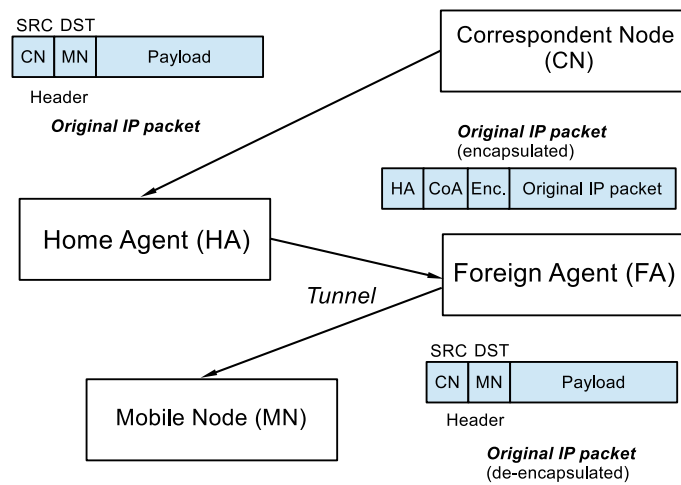 SRC DST
CN MN Payload
Header
Original IP packet
Correspondent Node
(CN)
Original IP packet
(encapsulated)
HA CoA Enc. Original IP packet
Home Agent (HA)
Foreign Agent (FA)
Tunnel
Mobile Node (MN)
SRC DST
CN MN Payload
Header
Original IP packet
(de-encapsulated)